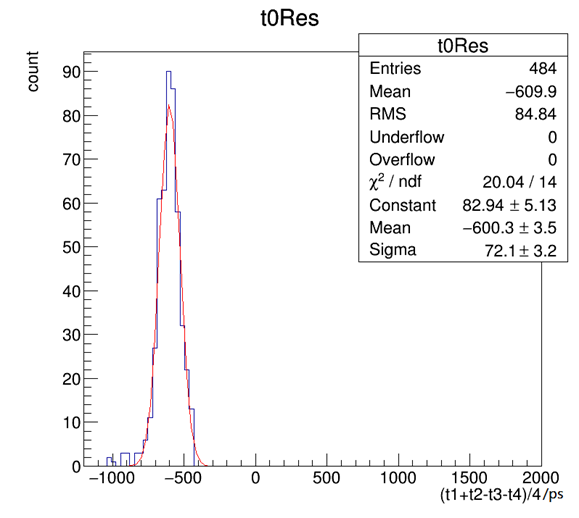 t0Res
count
t0Res
Entries 484
Mean −609.9
RMS 84.84
Underflow 0
Overflow 0
χ² / ndf 20.04 / 14
Constant 82.94 ± 5.13
Mean −600.3 ± 3.5
Sigma 72.1 ± 3.2
90
80
70
60
50
40
30
20
10
0
−1000 −500 0 500 1000 1500 2000
(t1+t2-t3-t4)/4/ps